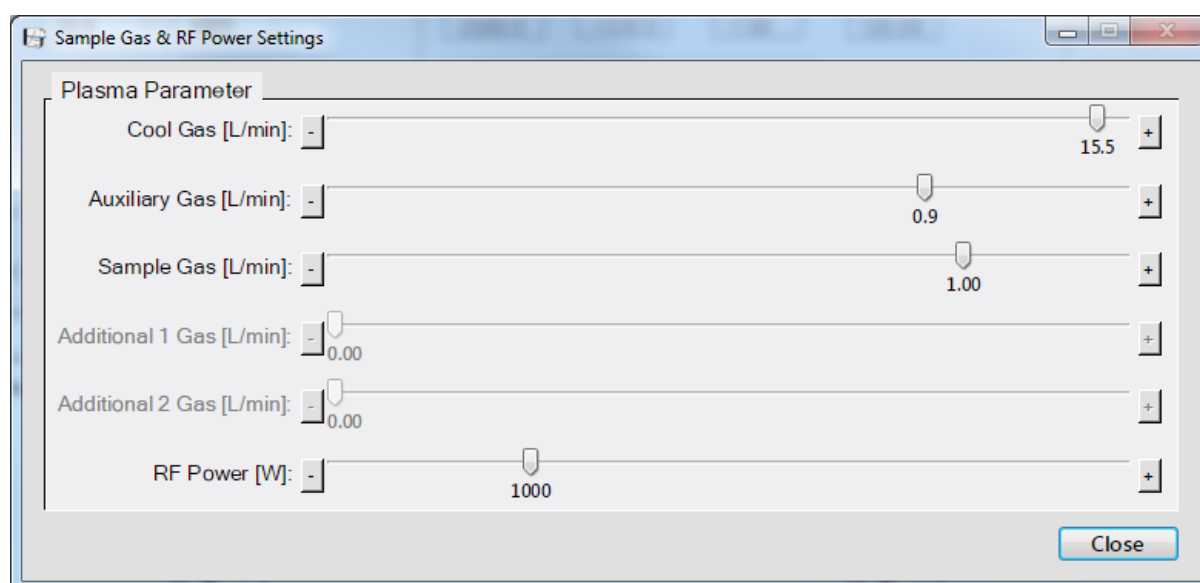 Sample Gas & RF Power Settings
Plasma Parameter
Cool Gas [L/min]: - +
15.5
Auxiliary Gas [L/min]: - +
0.9
Sample Gas [L/min]: - +
1.00
Additional 1 Gas [L/min]: - +
0.00
Additional 2 Gas [L/min]: - +
0.00
RF Power [W]: - +
1000
Close